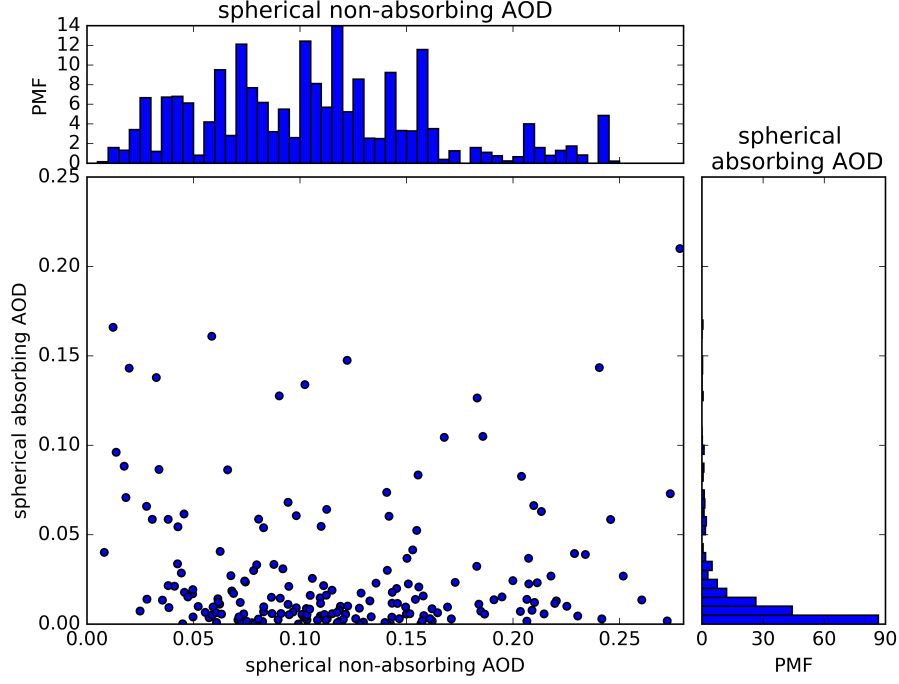 spherical non-absorbing AOD
14
12
10
8
6
4
2
0
PMF
spherical
absorbing AOD
0.25
0.20
0.15
0.10
0.05
0.00
spherical absorbing AOD
0.00 0.05 0.10 0.15 0.20 0.25
spherical non-absorbing AOD
0 30 60 90
PMF